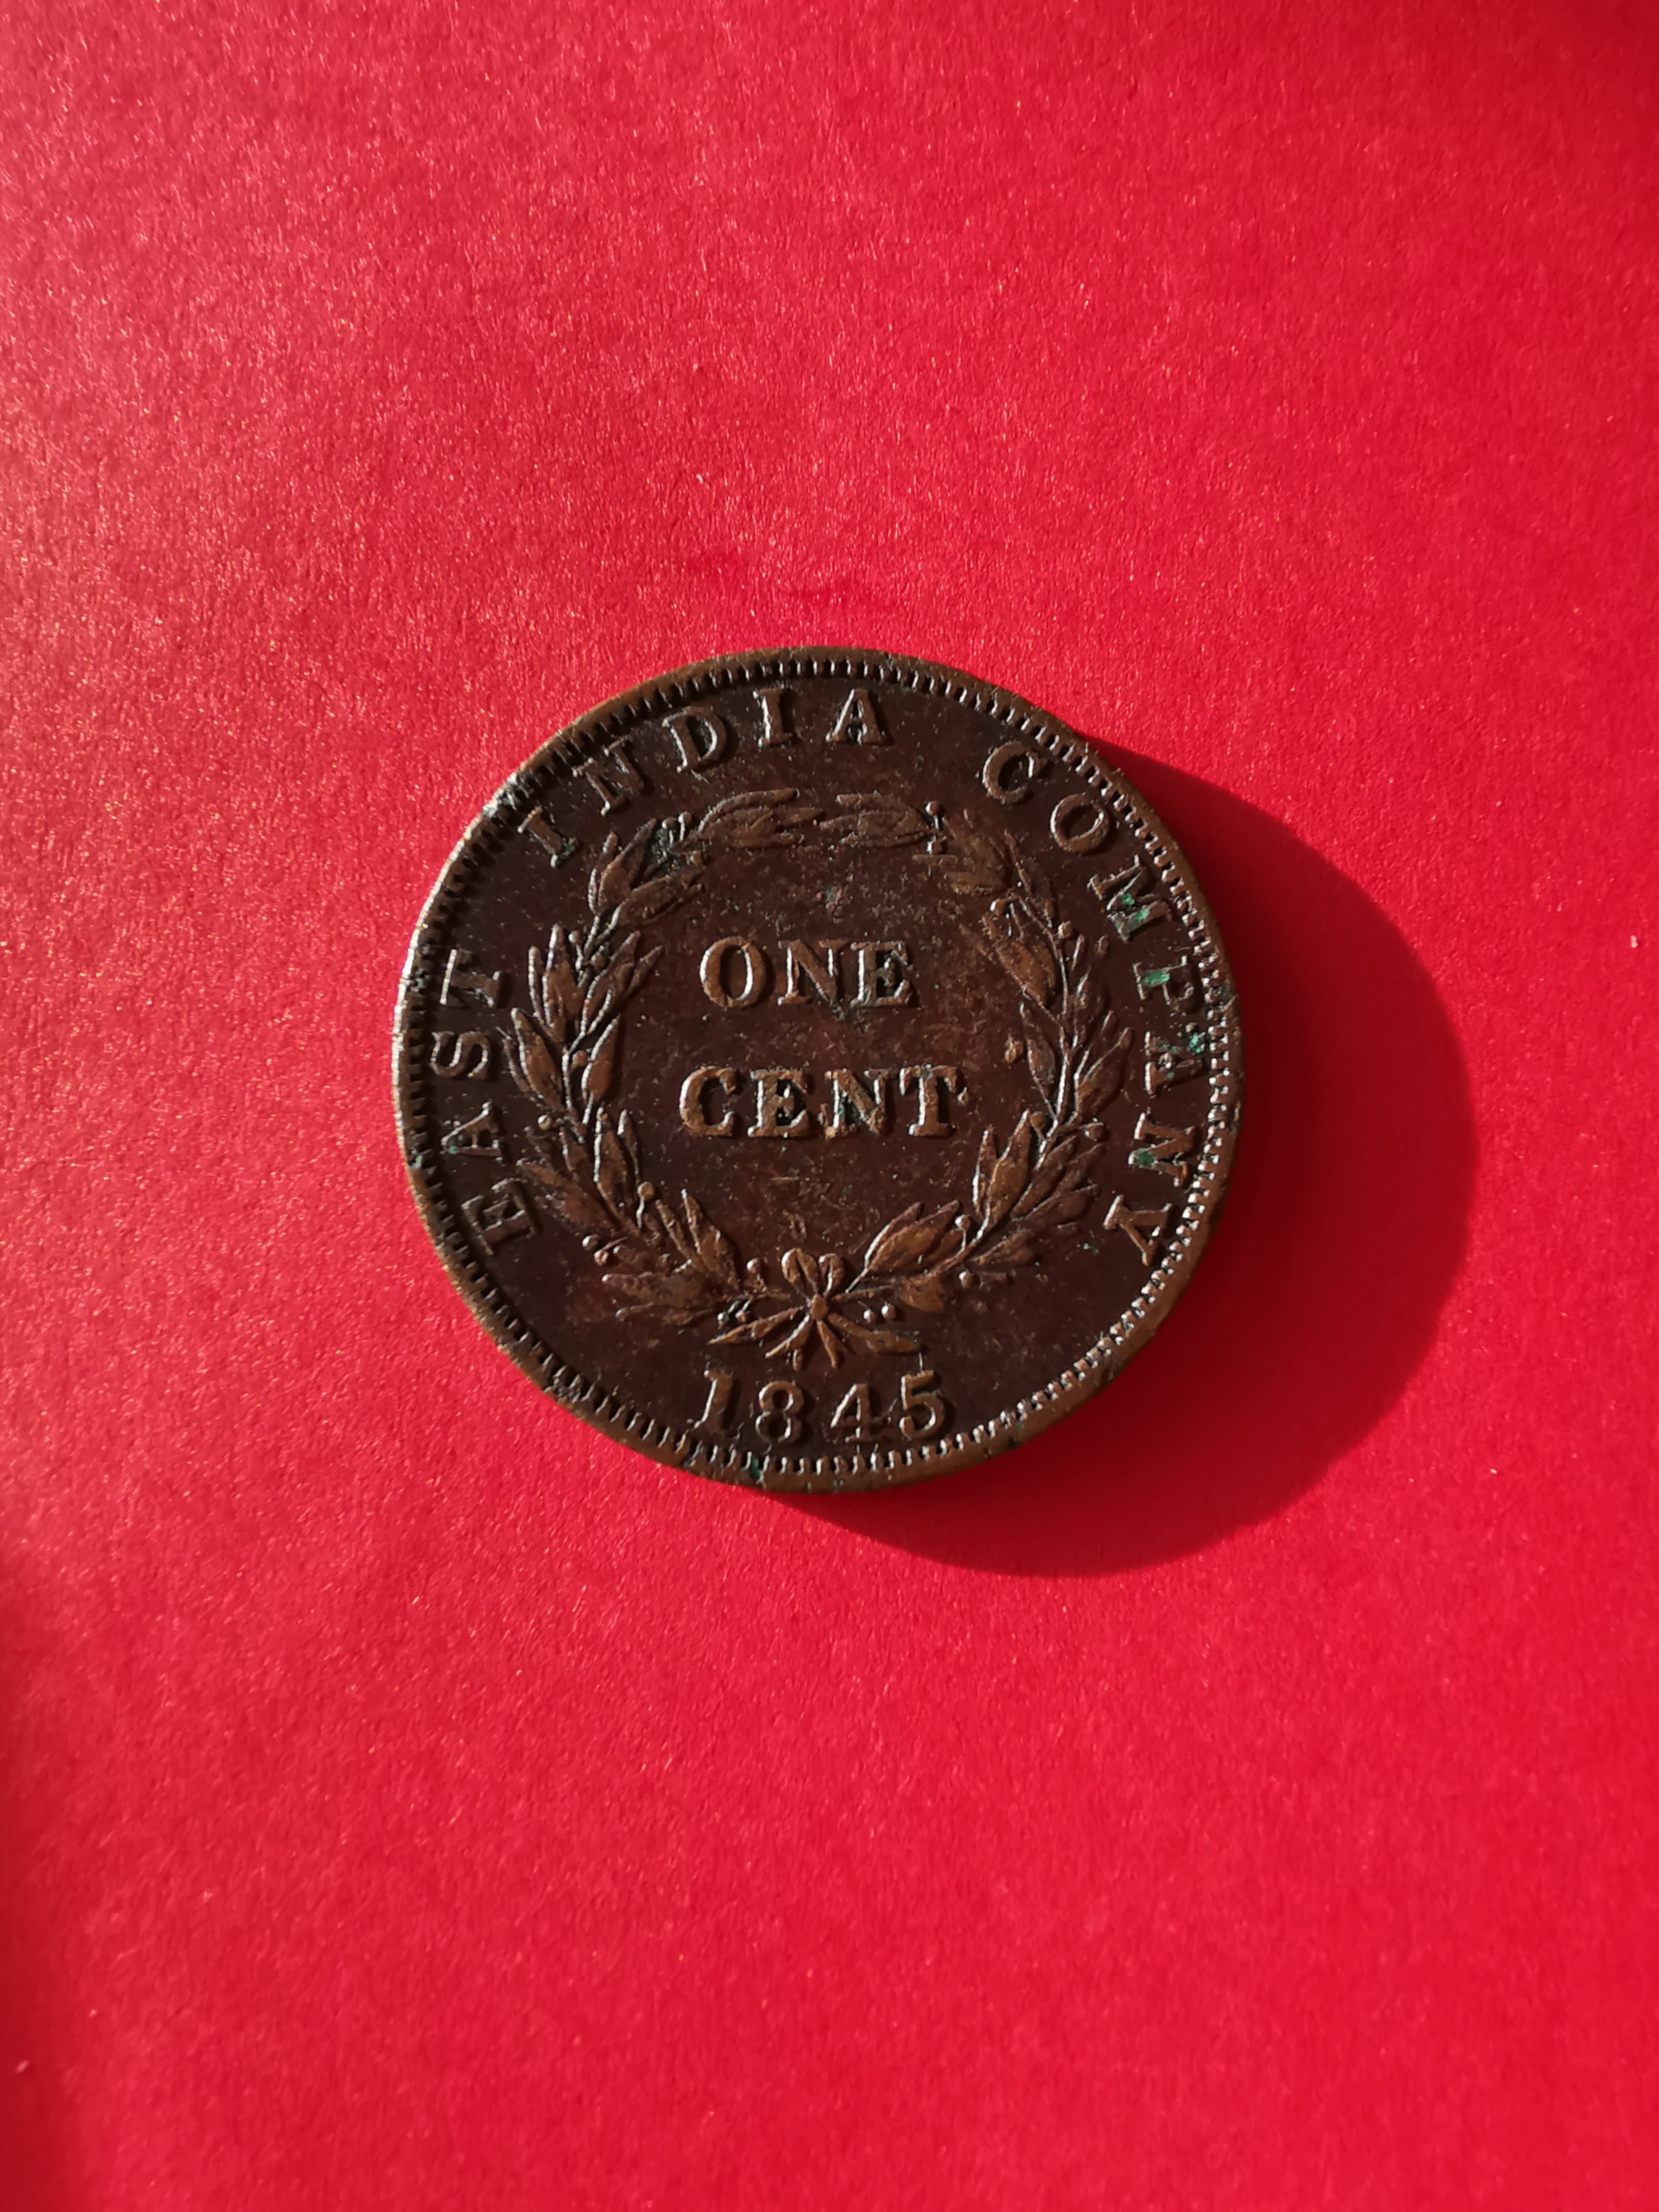 EAST INDIA COMPANY
ONE
CENT
1845